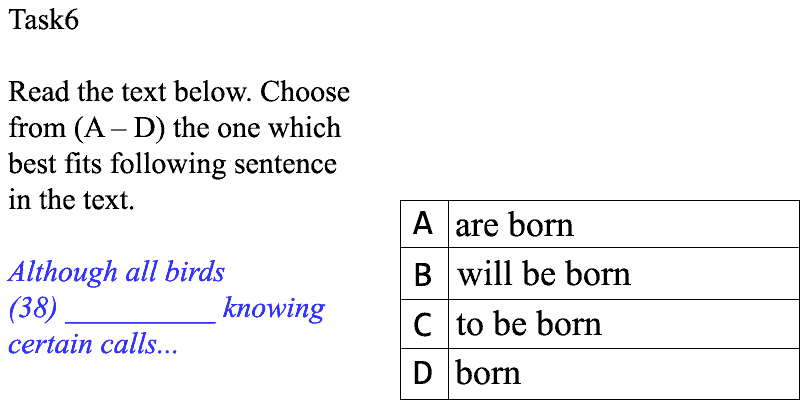 Task6
Read the text below. Choose
from (A – D) the one which
best fits following sentence
in the text.
Although all birds
(38) __________ knowing
certain calls...
A are born
B will be born
C to be born
D born